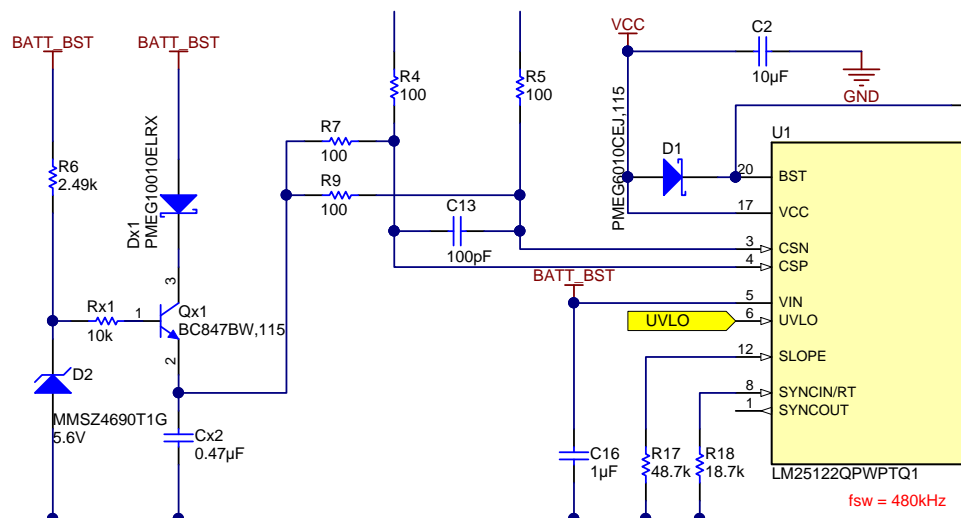 BATT_BST
BATT_BST
VCC
C2
10µF
GND
R4
100
R5
100
R6
2.49k
R7
100
R9
100
Dx1
PMEG10010ELRX
PMEG6010CEJ,115
D1
U1
20
BST
17
VCC
3
CSN
4
CSP
5
VIN
6
UVLO
12
SLOPE
8
SYNCIN/RT
1
SYNCOUT
LM25122QPWPTQ1
fsw = 480kHz
C13
100pF
BATT_BST
UVLO
3
Rx1
10k
1
Qx1
BC847BW,115
2
D2
MMSZ4690T1G
5.6V
Cx2
0.47µF
C16
1µF
R17
48.7k
R18
18.7k